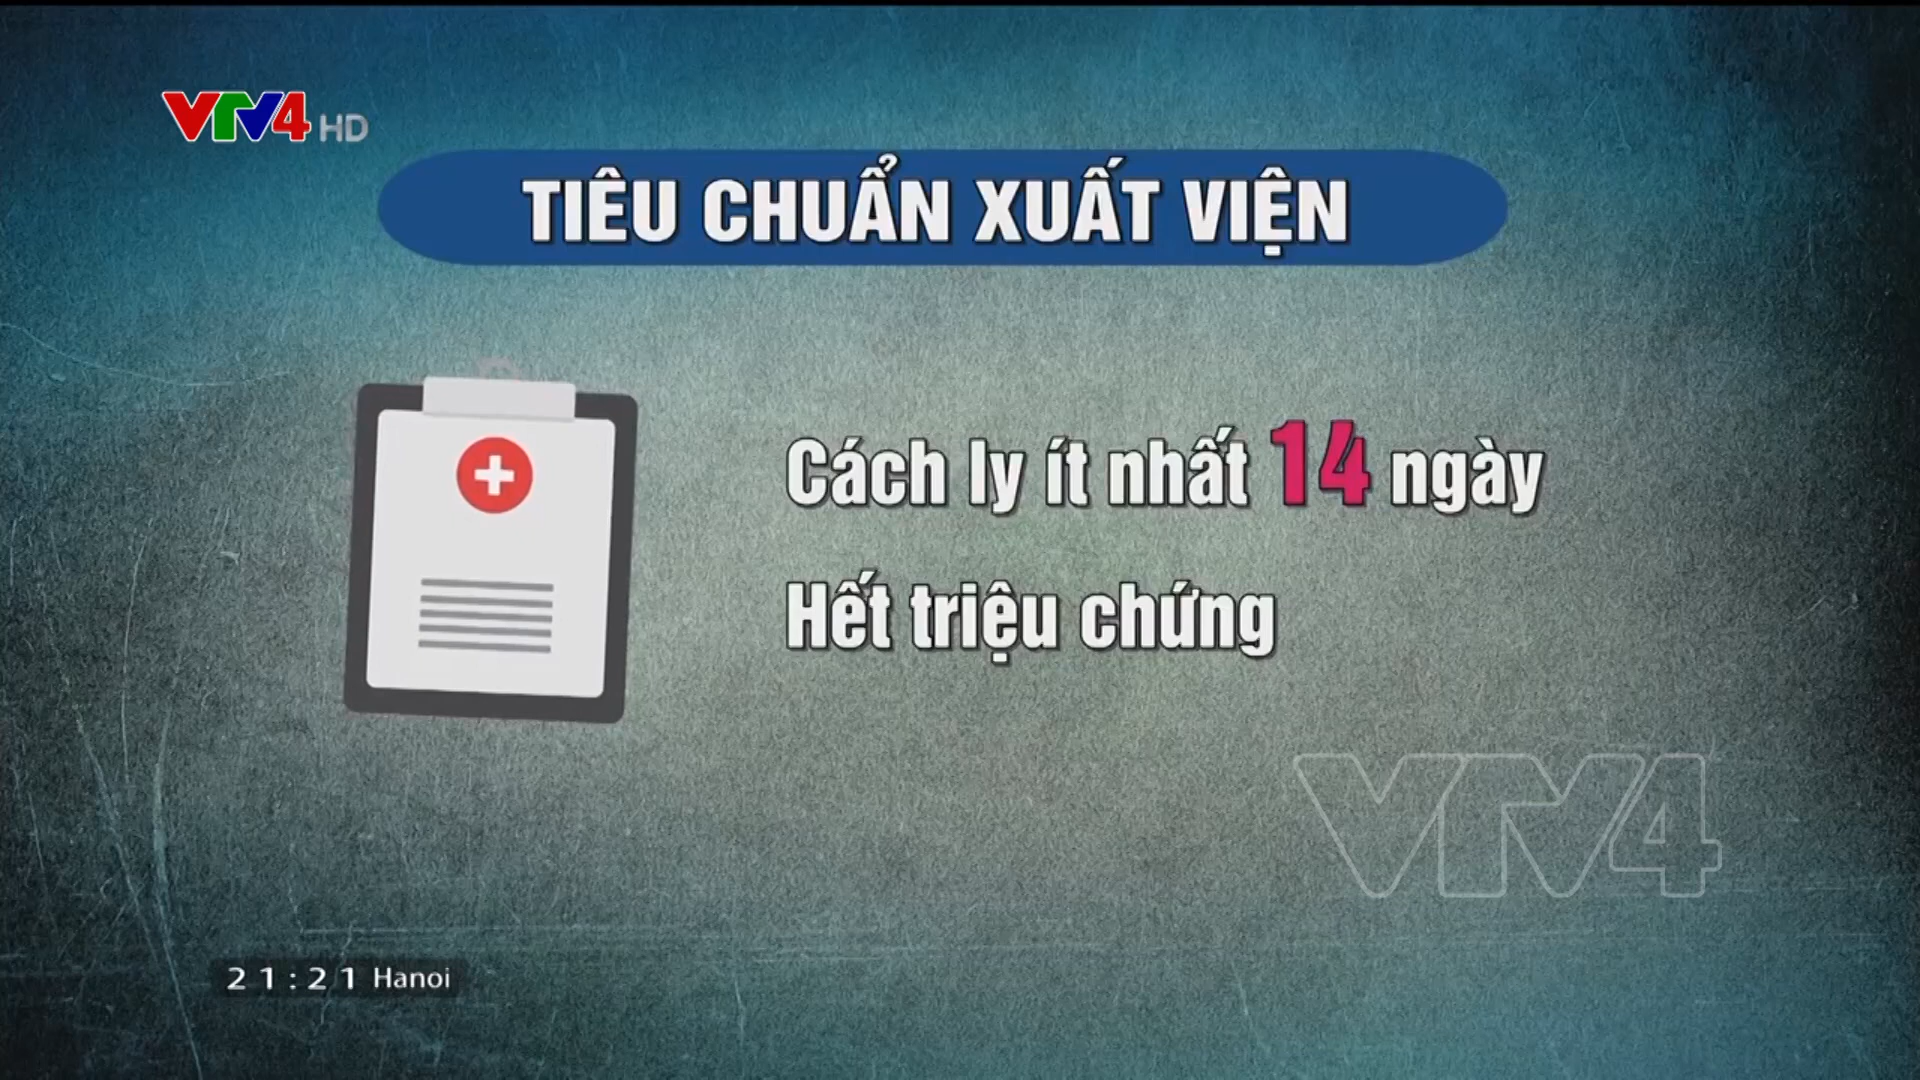 VTV4 HD
TIÊU CHUẨN XUẤT VIỆN
Cách ly ít nhất 14 ngày
Hết triệu chứng
VTV4
21:21 Hanoi